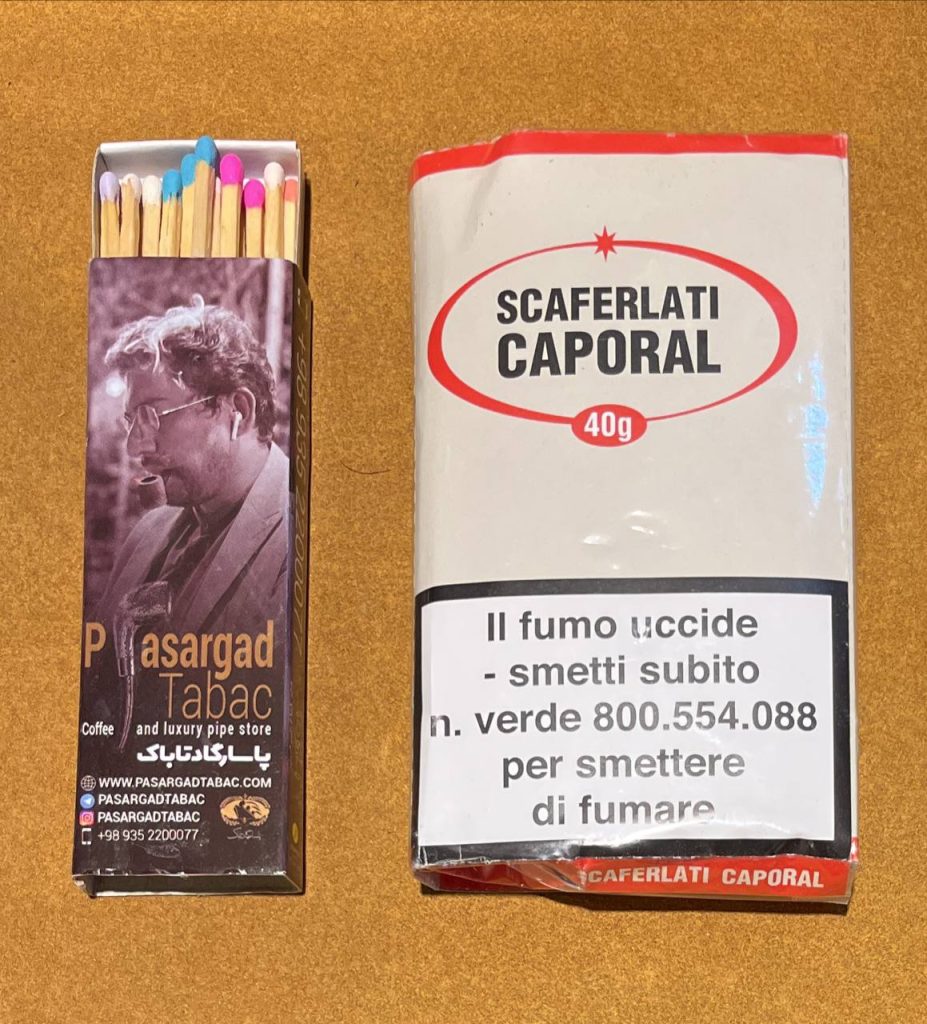 Pasargad
Tabac
Coffee and luxury pipe store
پاسارگاد تاباک
WWW.PASARGADTABAC.COM
PASARGADTABAC
PASARGADTABAC
+98 935 2200077
SCAFERLATI
CAPORAL
40g
Il fumo uccide
- smetti subito
n. verde 800.554.088
per smettere
di fumare
SCAFERLATI CAPORAL